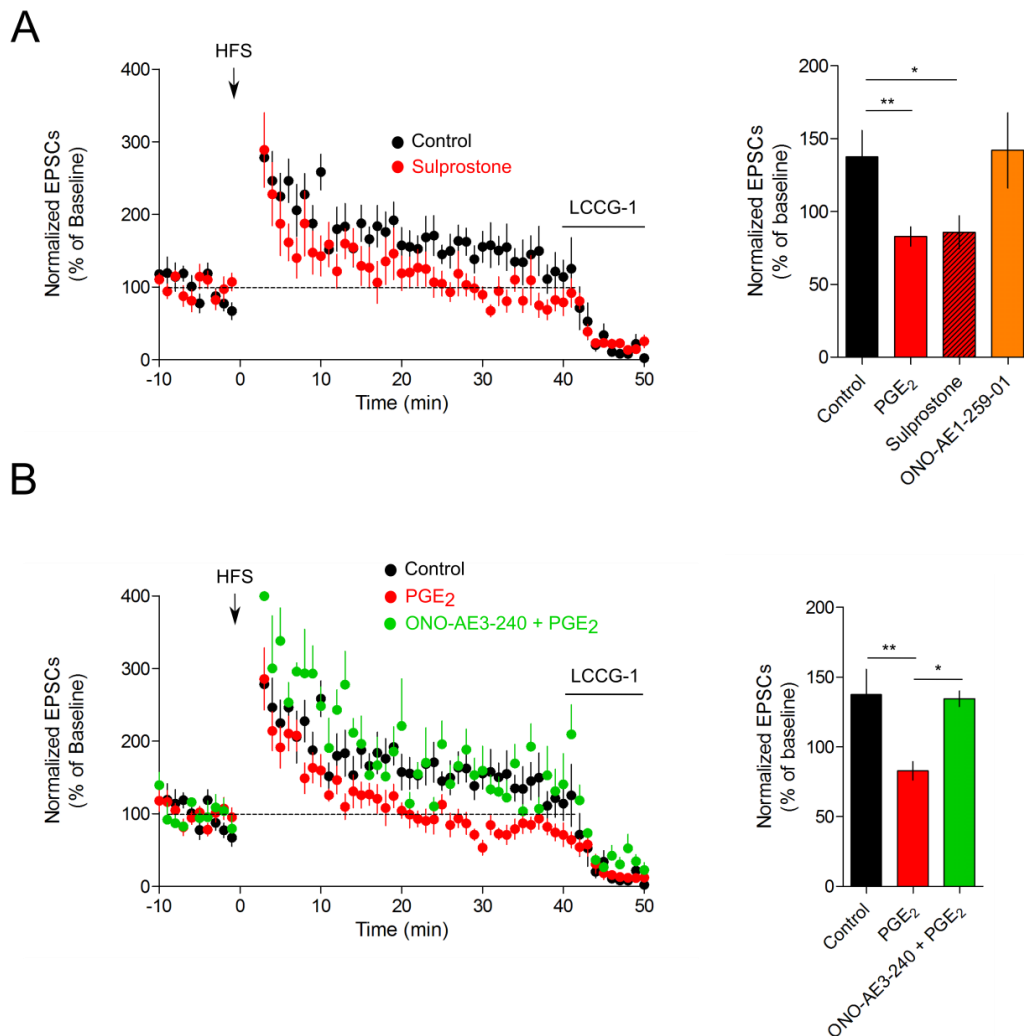 A
HFS
400
300
200
100
0
-10
0
10
20
30
40
50
Time (min)
Normalized EPSCs
(% of Baseline)
Control
Sulprostone
LCCG-1
200
150
100
50
0
Normalized EPSCs
(% of baseline)
*
**
Control
PGE₂
Sulprostone
ONO-AE1-259-01
B
HFS
400
300
200
100
0
-10
0
10
20
30
40
50
Time (min)
Normalized EPSCs
(% of Baseline)
Control
PGE₂
ONO-AE3-240 + PGE₂
LCCG-1
200
150
100
50
0
Normalized EPSCs
(% of baseline)
**
*
Control
PGE₂
ONO-AE3-240 + PGE₂